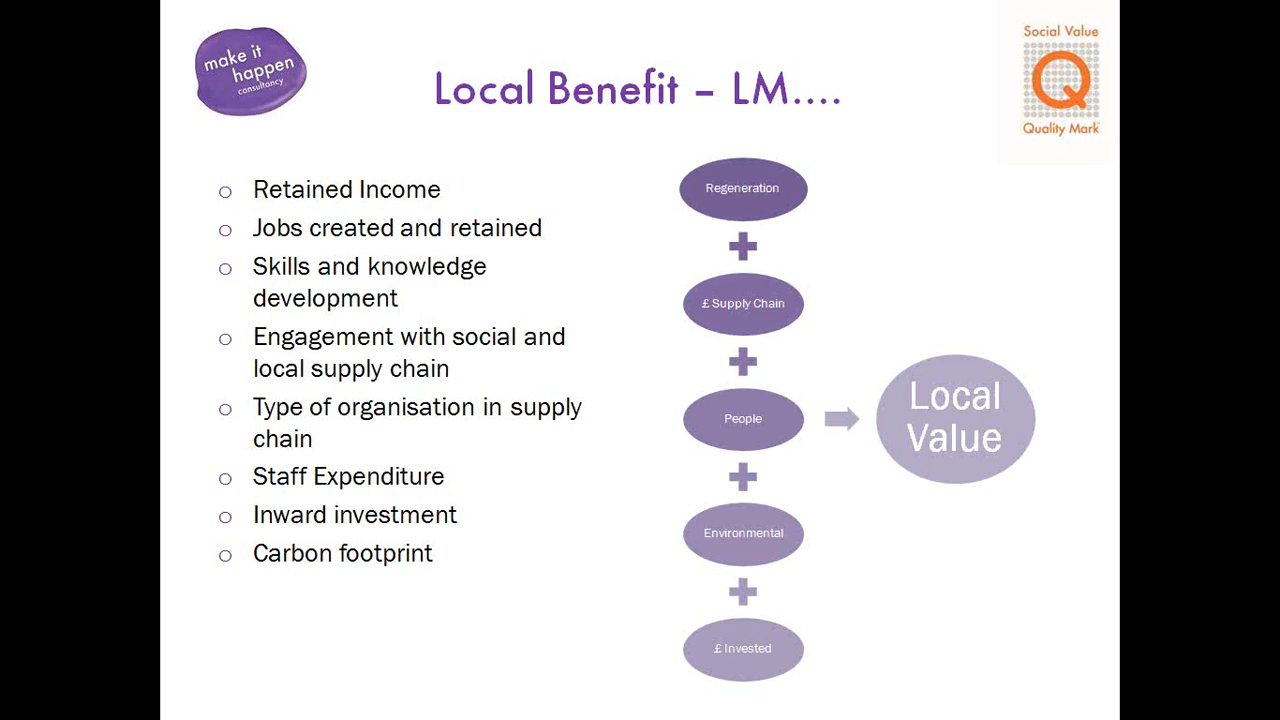 make it
happen
consultancy
Local Benefit – LM....
Social Value
Q
Quality Mark™
Retained Income
Jobs created and retained
Skills and knowledge
development
Engagement with social and
local supply chain
Type of organisation in supply
chain
Staff Expenditure
Inward investment
Carbon footprint
Regeneration
£ Supply Chain
People
Environmental
£ Invested
Local
Value